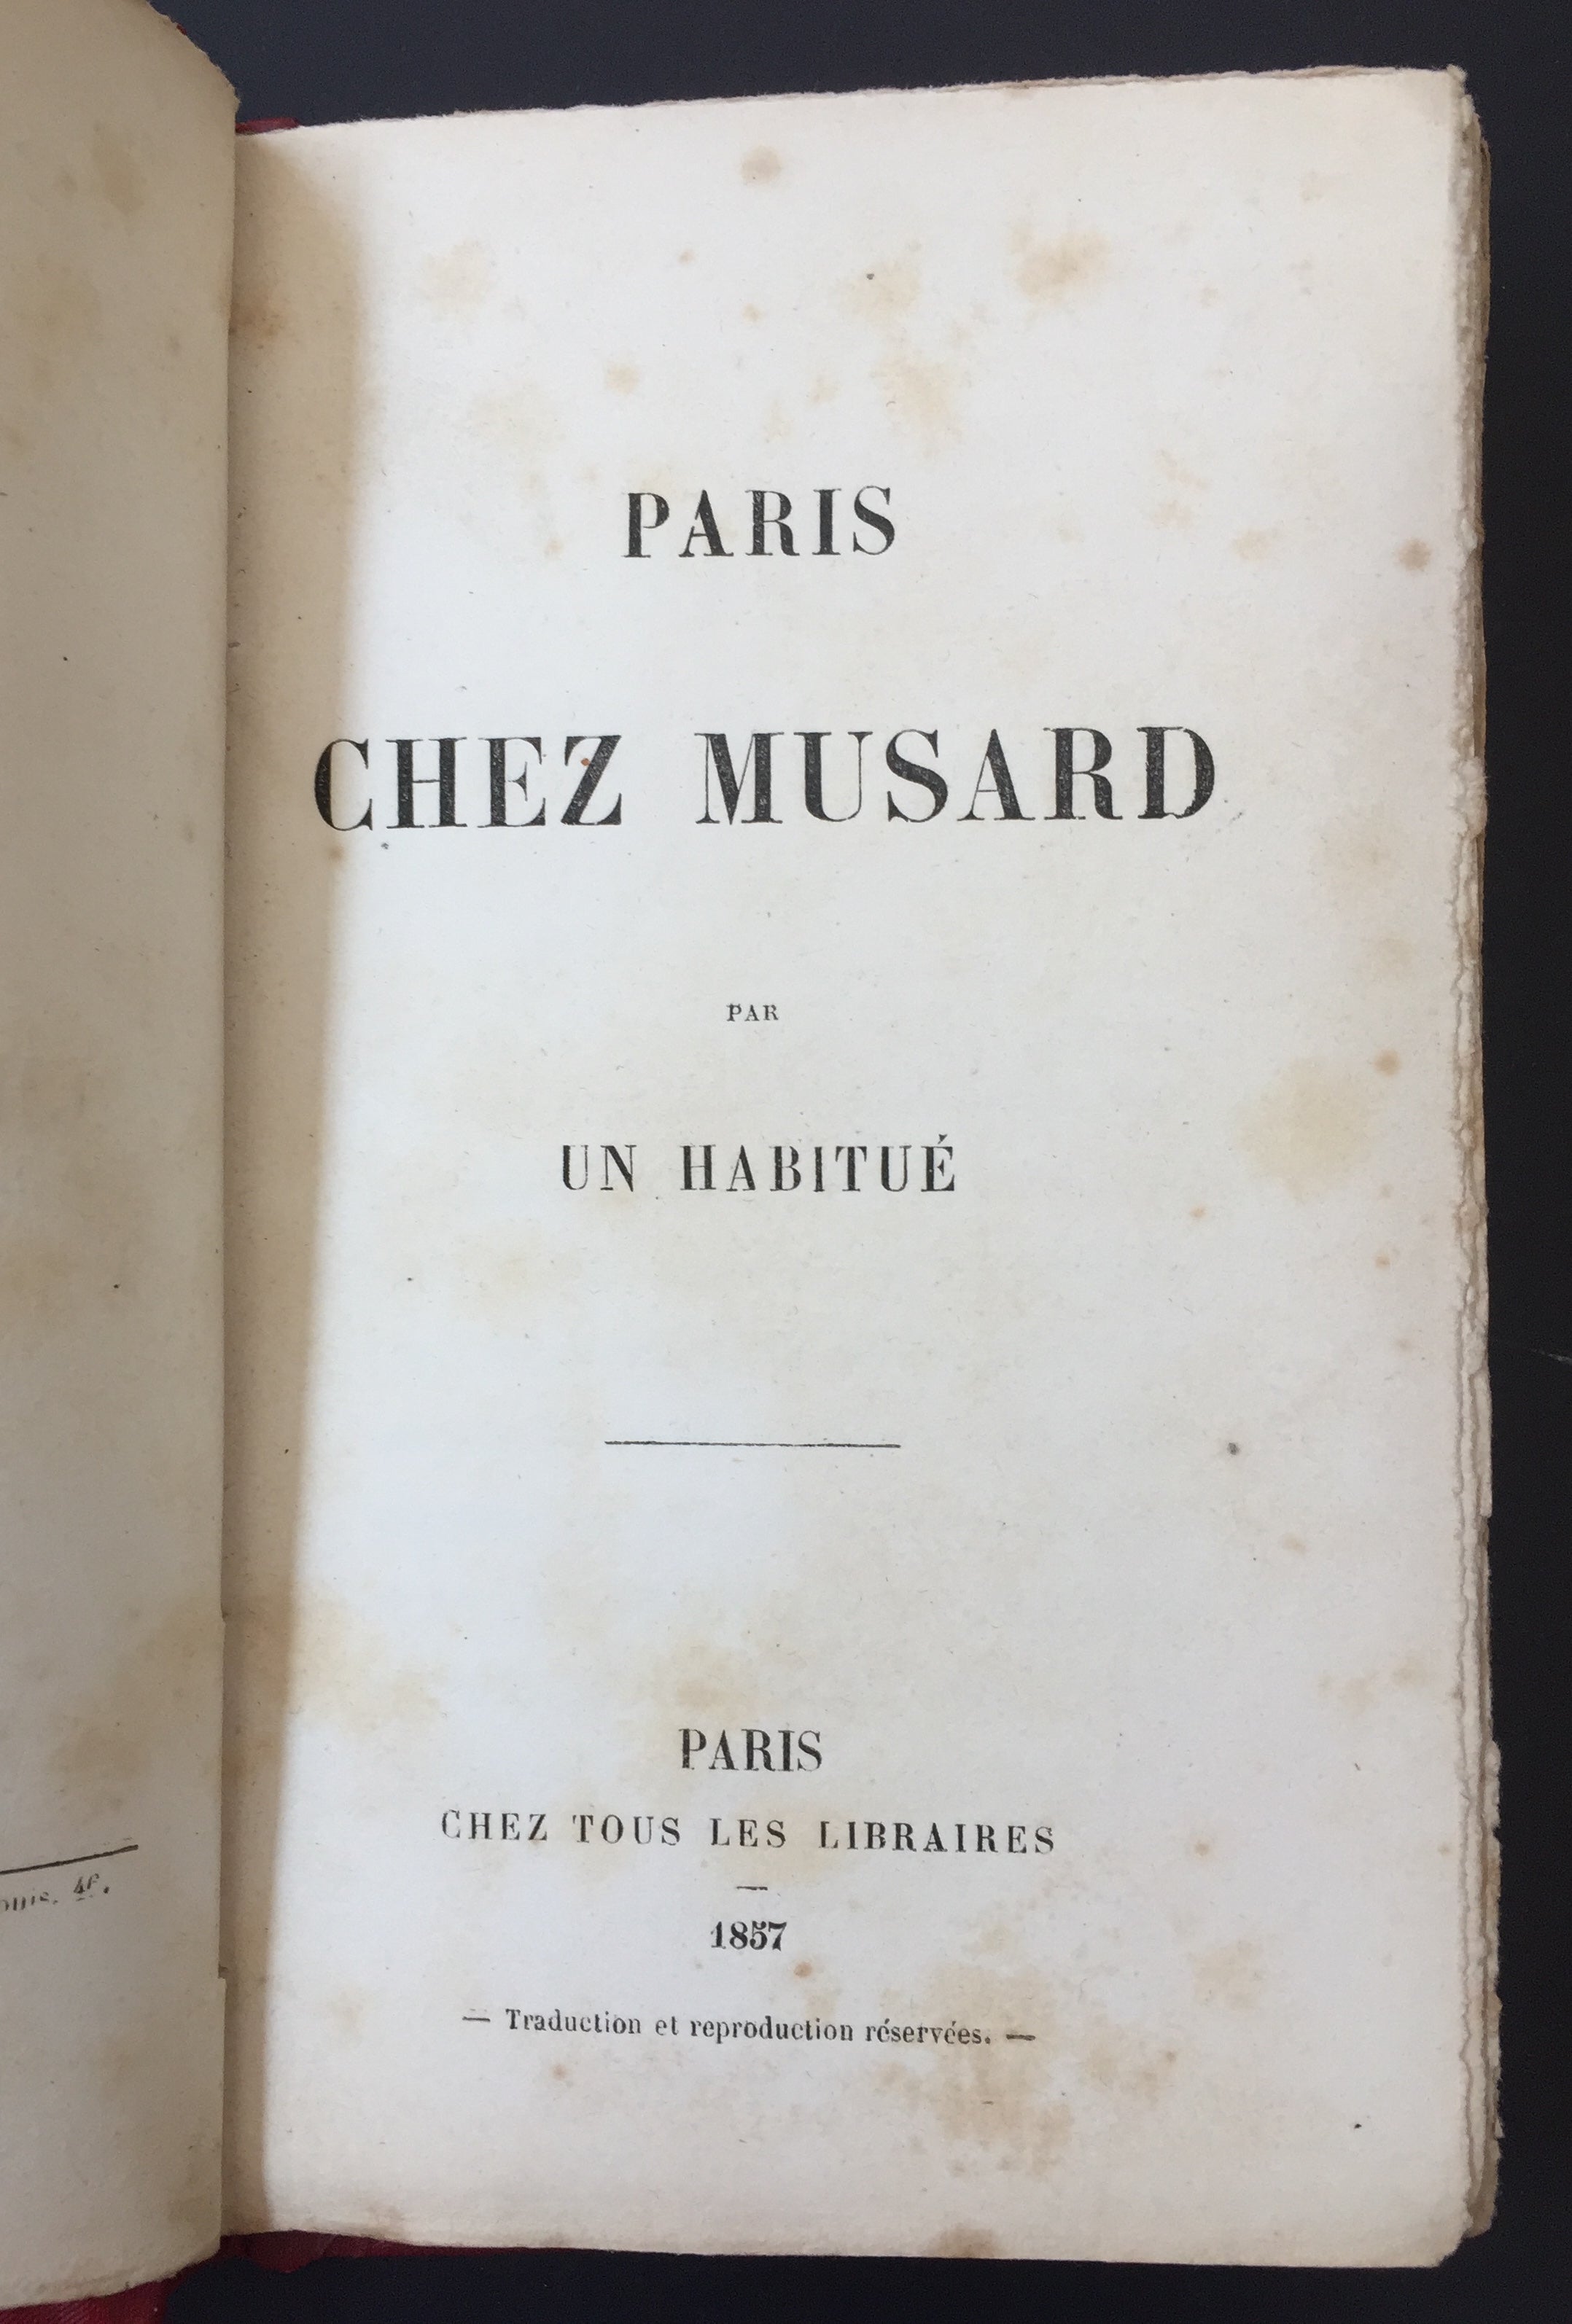 PARIS
CHEZ MUSARD
PAR
UN HABITUÉ
PARIS
CHEZ TOUS LES LIBRAIRES
—
1857
— Traduction et reproduction réservées. —